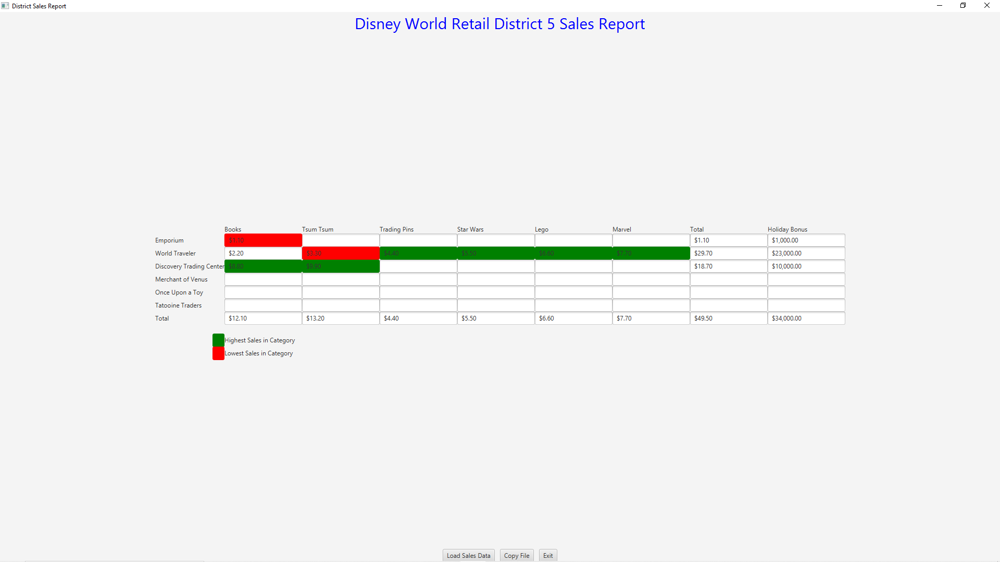 District Sales Report
Disney World Retail District 5 Sales Report
Books Tsum Tsum Trading Pins Star Wars Lego Marvel Total Holiday Bonus
Emporium $1.10 $1.10 $1,000.00
World Traveler $2.20 $3.30 $4.40 $5.50 $6.60 $7.70 $29.70 $23,000.00
Discovery Trading Center $8.80 $9.90 $18.70 $10,000.00
Merchant of Venus
Once Upon a Toy
Tatooine Traders
Total $12.10 $13.20 $4.40 $5.50 $6.60 $7.70 $49.50 $34,000.00
Highest Sales in Category
Lowest Sales in Category
Load Sales Data Copy File Exit